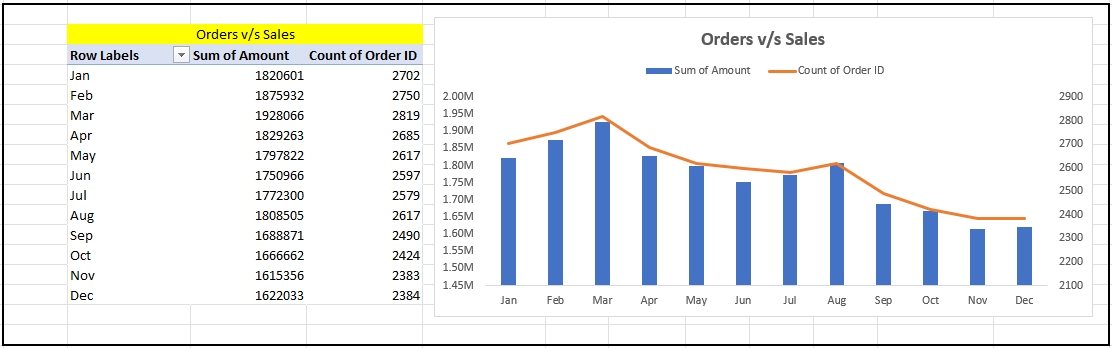 Orders v/s Sales
Row Labels Sum of Amount Count of Order ID
Jan 1820601 2702
Feb 1875932 2750
Mar 1928066 2819
Apr 1829263 2685
May 1797822 2617
Jun 1750966 2597
Jul 1772300 2579
Aug 1808505 2617
Sep 1688871 2490
Oct 1666662 2424
Nov 1615356 2383
Dec 1622033 2384
Orders v/s Sales
Sum of Amount Count of Order ID
2.00M 2900
1.95M 2800
1.90M
1.85M 2700
1.80M 2600
1.75M
1.70M 2500
1.65M 2400
1.60M 2300
1.55M
1.50M 2200
1.45M 2100
Jan Feb Mar Apr May Jun Jul Aug Sep Oct Nov Dec